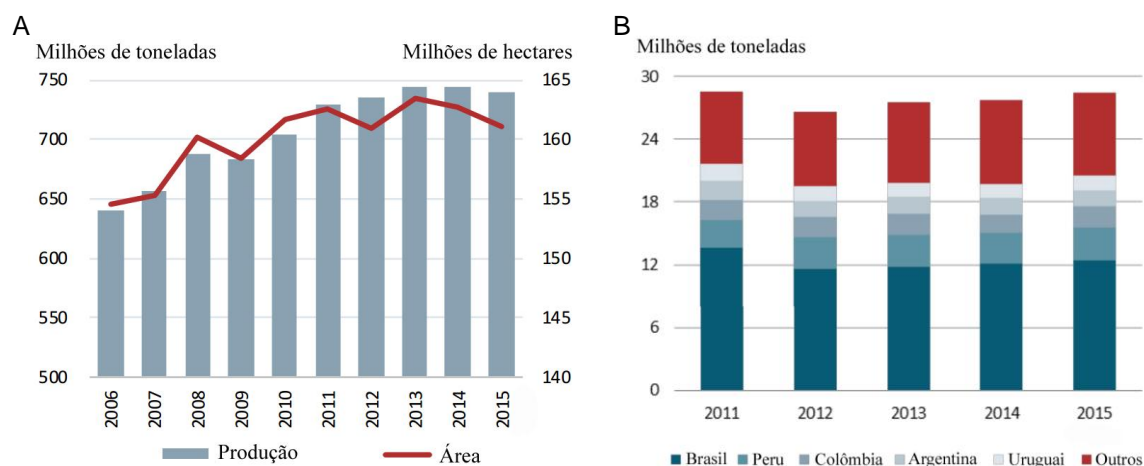 A
Milhões de toneladas
Milhões de hectares
750
700
650
600
550
500
165
160
155
150
145
140
2006
2007
2008
2009
2010
2011
2012
2013
2014
2015
Produção
Área
B
Milhões de toneladas
30
24
18
12
6
0
2011
2012
2013
2014
2015
Brasil
Peru
Colômbia
Argentina
Uruguai
Outros